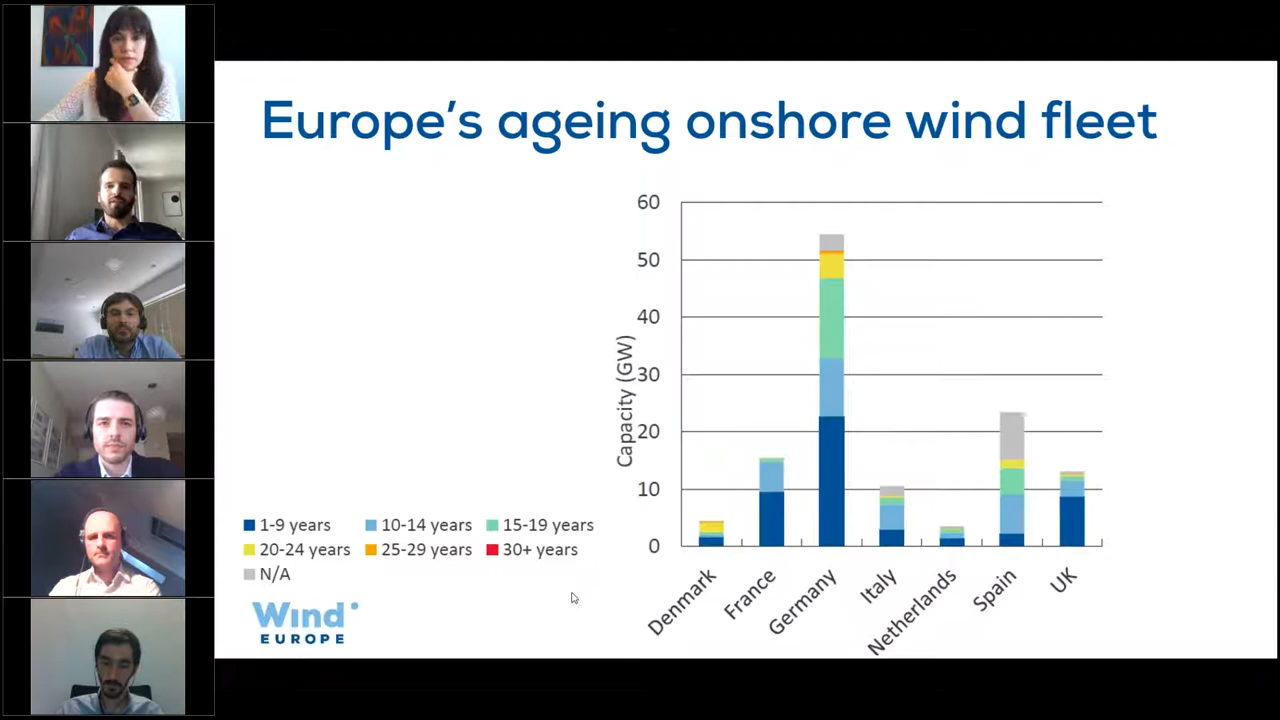 Europe's ageing onshore wind fleet
60
50
40
30
20
10
0
Capacity (GW)
Denmark
France
Germany
Italy
Netherlands
Spain
UK
1-9 years
10-14 years
15-19 years
20-24 years
25-29 years
30+ years
N/A
Wind
EUROPE